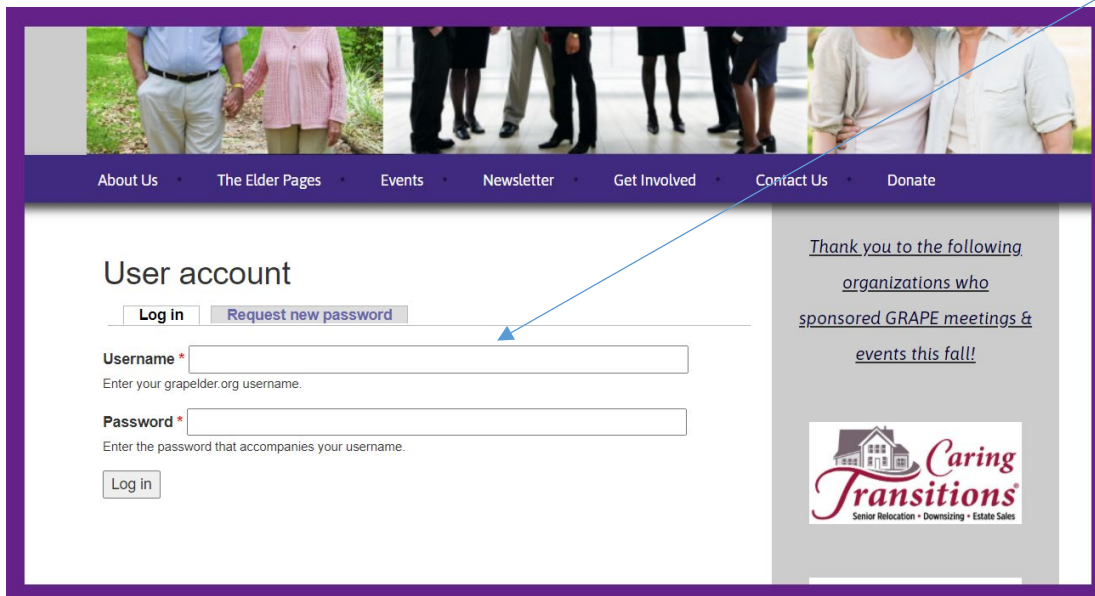 About Us The Elder Pages Events Newsletter Get Involved Contact Us Donate
User account
Log in Request new password
Username *
Enter your grapelder.org username.
Password *
Enter the password that accompanies your username.
Log in
Thank you to the following
organizations who
sponsored GRAPE meetings &
events this fall!
Caring
Transitions®
Senior Relocation • Downsizing • Estate Sales